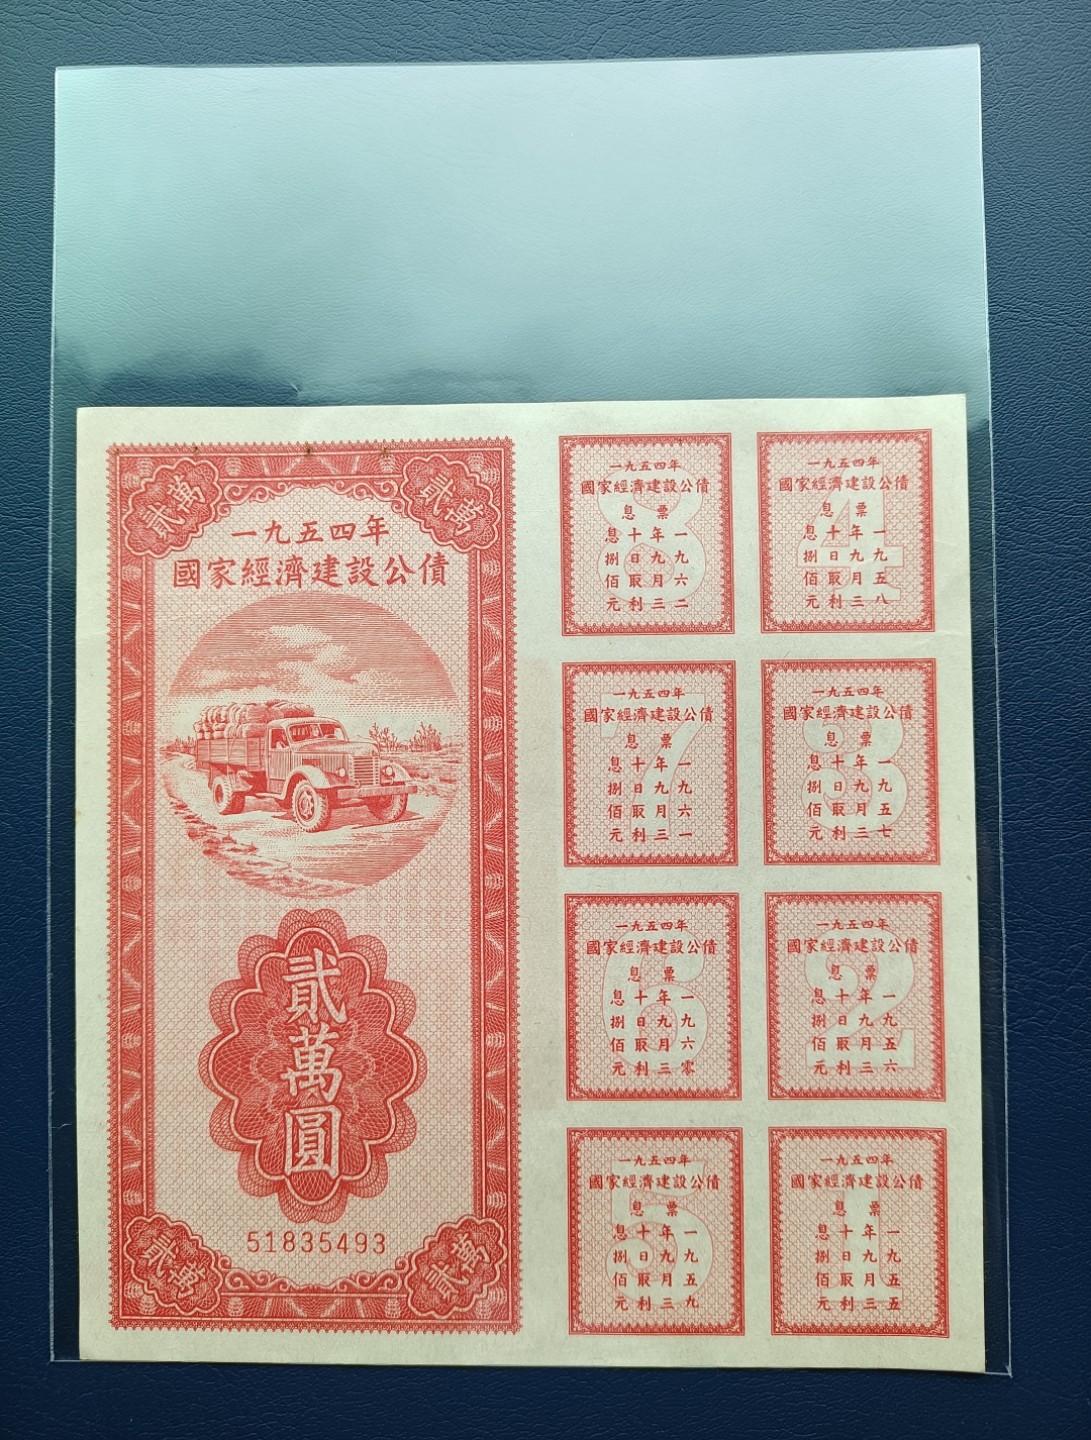 貳萬
貳萬
一九五四年
國家經濟建設公債
貳萬圓
51835493
貳萬
貳萬
8
一九五四年
國家經濟建設公債
息票
一九六二
年九月三
十日取利
息捌佰元
4
一九五四年
國家經濟建設公債
息票
一九五八
年九月三
十日取利
息捌佰元
7
一九五四年
國家經濟建設公債
息票
一九六一
年九月三
十日取利
息捌佰元
3
一九五四年
國家經濟建設公債
息票
一九五七
年九月三
十日取利
息捌佰元
6
一九五四年
國家經濟建設公債
息票
一九六零
年九月三
十日取利
息捌佰元
2
一九五四年
國家經濟建設公債
息票
一九五六
年九月三
十日取利
息捌佰元
5
一九五四年
國家經濟建設公債
息票
一九五九
年九月三
十日取利
息捌佰元
1
一九五四年
國家經濟建設公債
息票
一九五五
年九月三
十日取利
息捌佰元